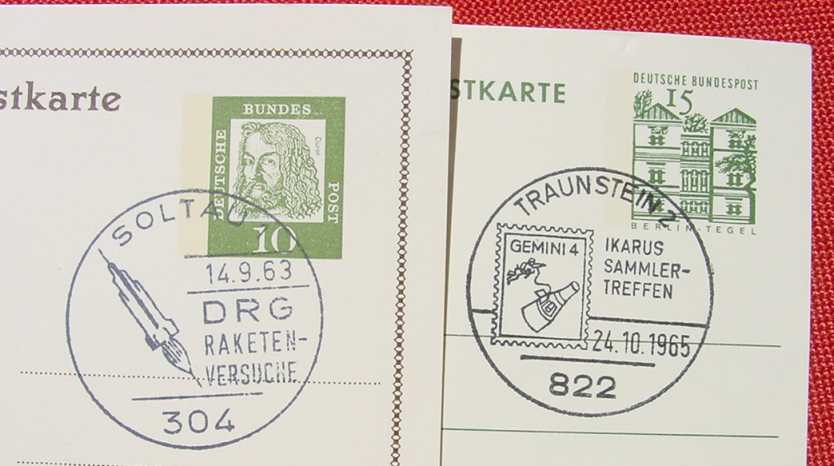 stkarte
DEUTSCHE
BUNDES
POST
Dürer
10
SOLTAU
14.9.63
DRG
RAKETEN-
VERSUCHE
304
STKARTE
DEUTSCHE BUNDESPOST
15
BERLIN-TEGEL
TRAUNSTEIN 2
GEMINI 4
IKARUS
SAMMLER-
TREFFEN
24.10.1965
822